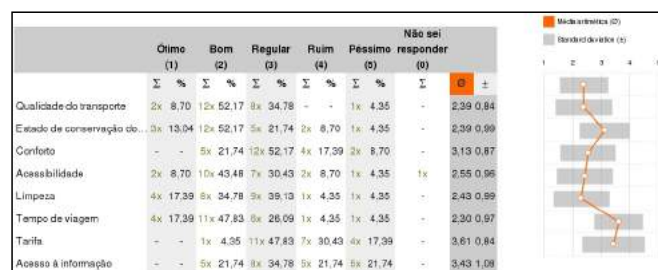 Média aritmética (Ø)
Standard deviation (±)
Ótimo (1) Bom (2) Regular (3) Ruim (4) Péssimo (5) Não sei responder (0)
Σ % Σ % Σ % Σ % Σ % Σ Ø ±
1 2 3 4 5
Qualidade do transporte 2x 8,70 12x 52,17 8x 34,78 - - 1x 4,35 - 2,39 0,84
Estado de conservação do... 3x 13,04 12x 52,17 5x 21,74 2x 8,70 1x 4,35 - 2,39 0,99
Conforto - - 5x 21,74 12x 52,17 4x 17,39 2x 8,70 - 3,13 0,87
Acessibilidade 2x 8,70 10x 43,48 7x 30,43 2x 8,70 1x 4,35 1x 2,55 0,96
Limpeza 4x 17,39 8x 34,78 9x 39,13 1x 4,35 1x 4,35 - 2,43 0,99
Tempo de viagem 4x 17,39 11x 47,83 6x 26,09 1x 4,35 1x 4,35 - 2,30 0,97
Tarifa - - 1x 4,35 11x 47,83 7x 30,43 4x 17,39 - 3,61 0,84
Acesso à informação - - 5x 21,74 8x 34,78 5x 21,74 5x 21,74 - 3,43 1,08